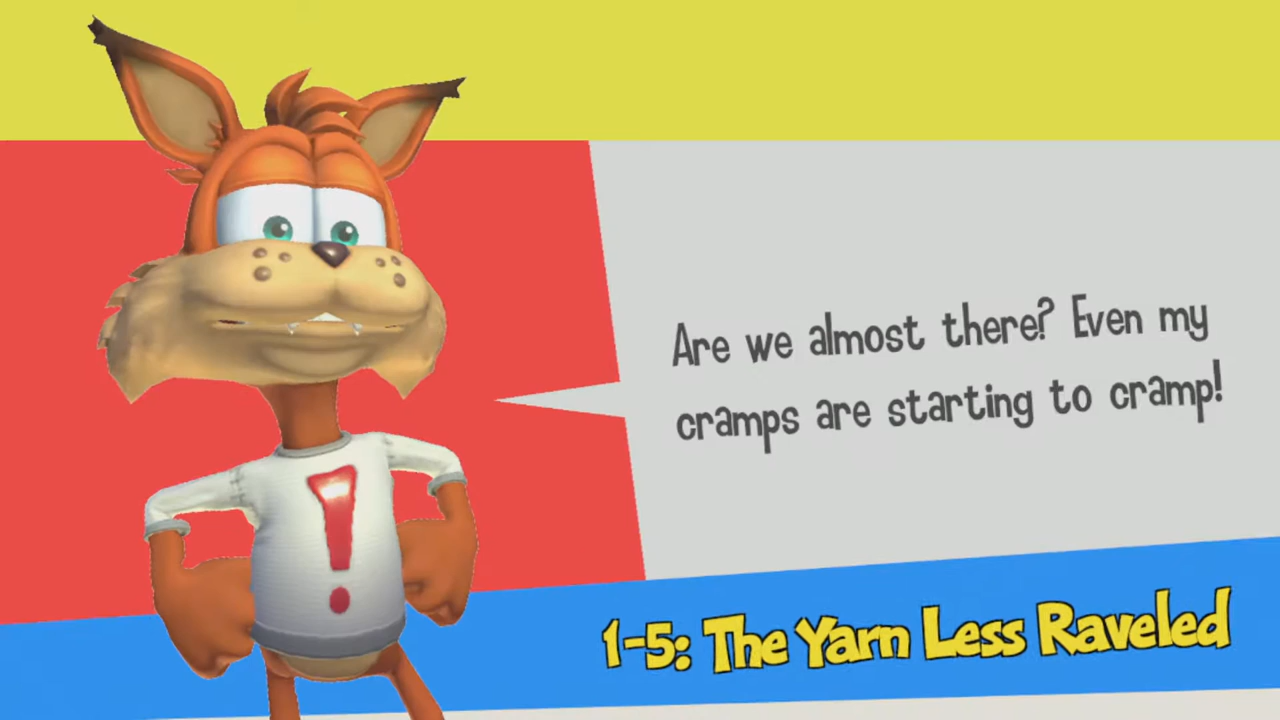 Are we almost there? Even my
cramps are starting to cramp!
!
1-5: The Yarn Less Raveled